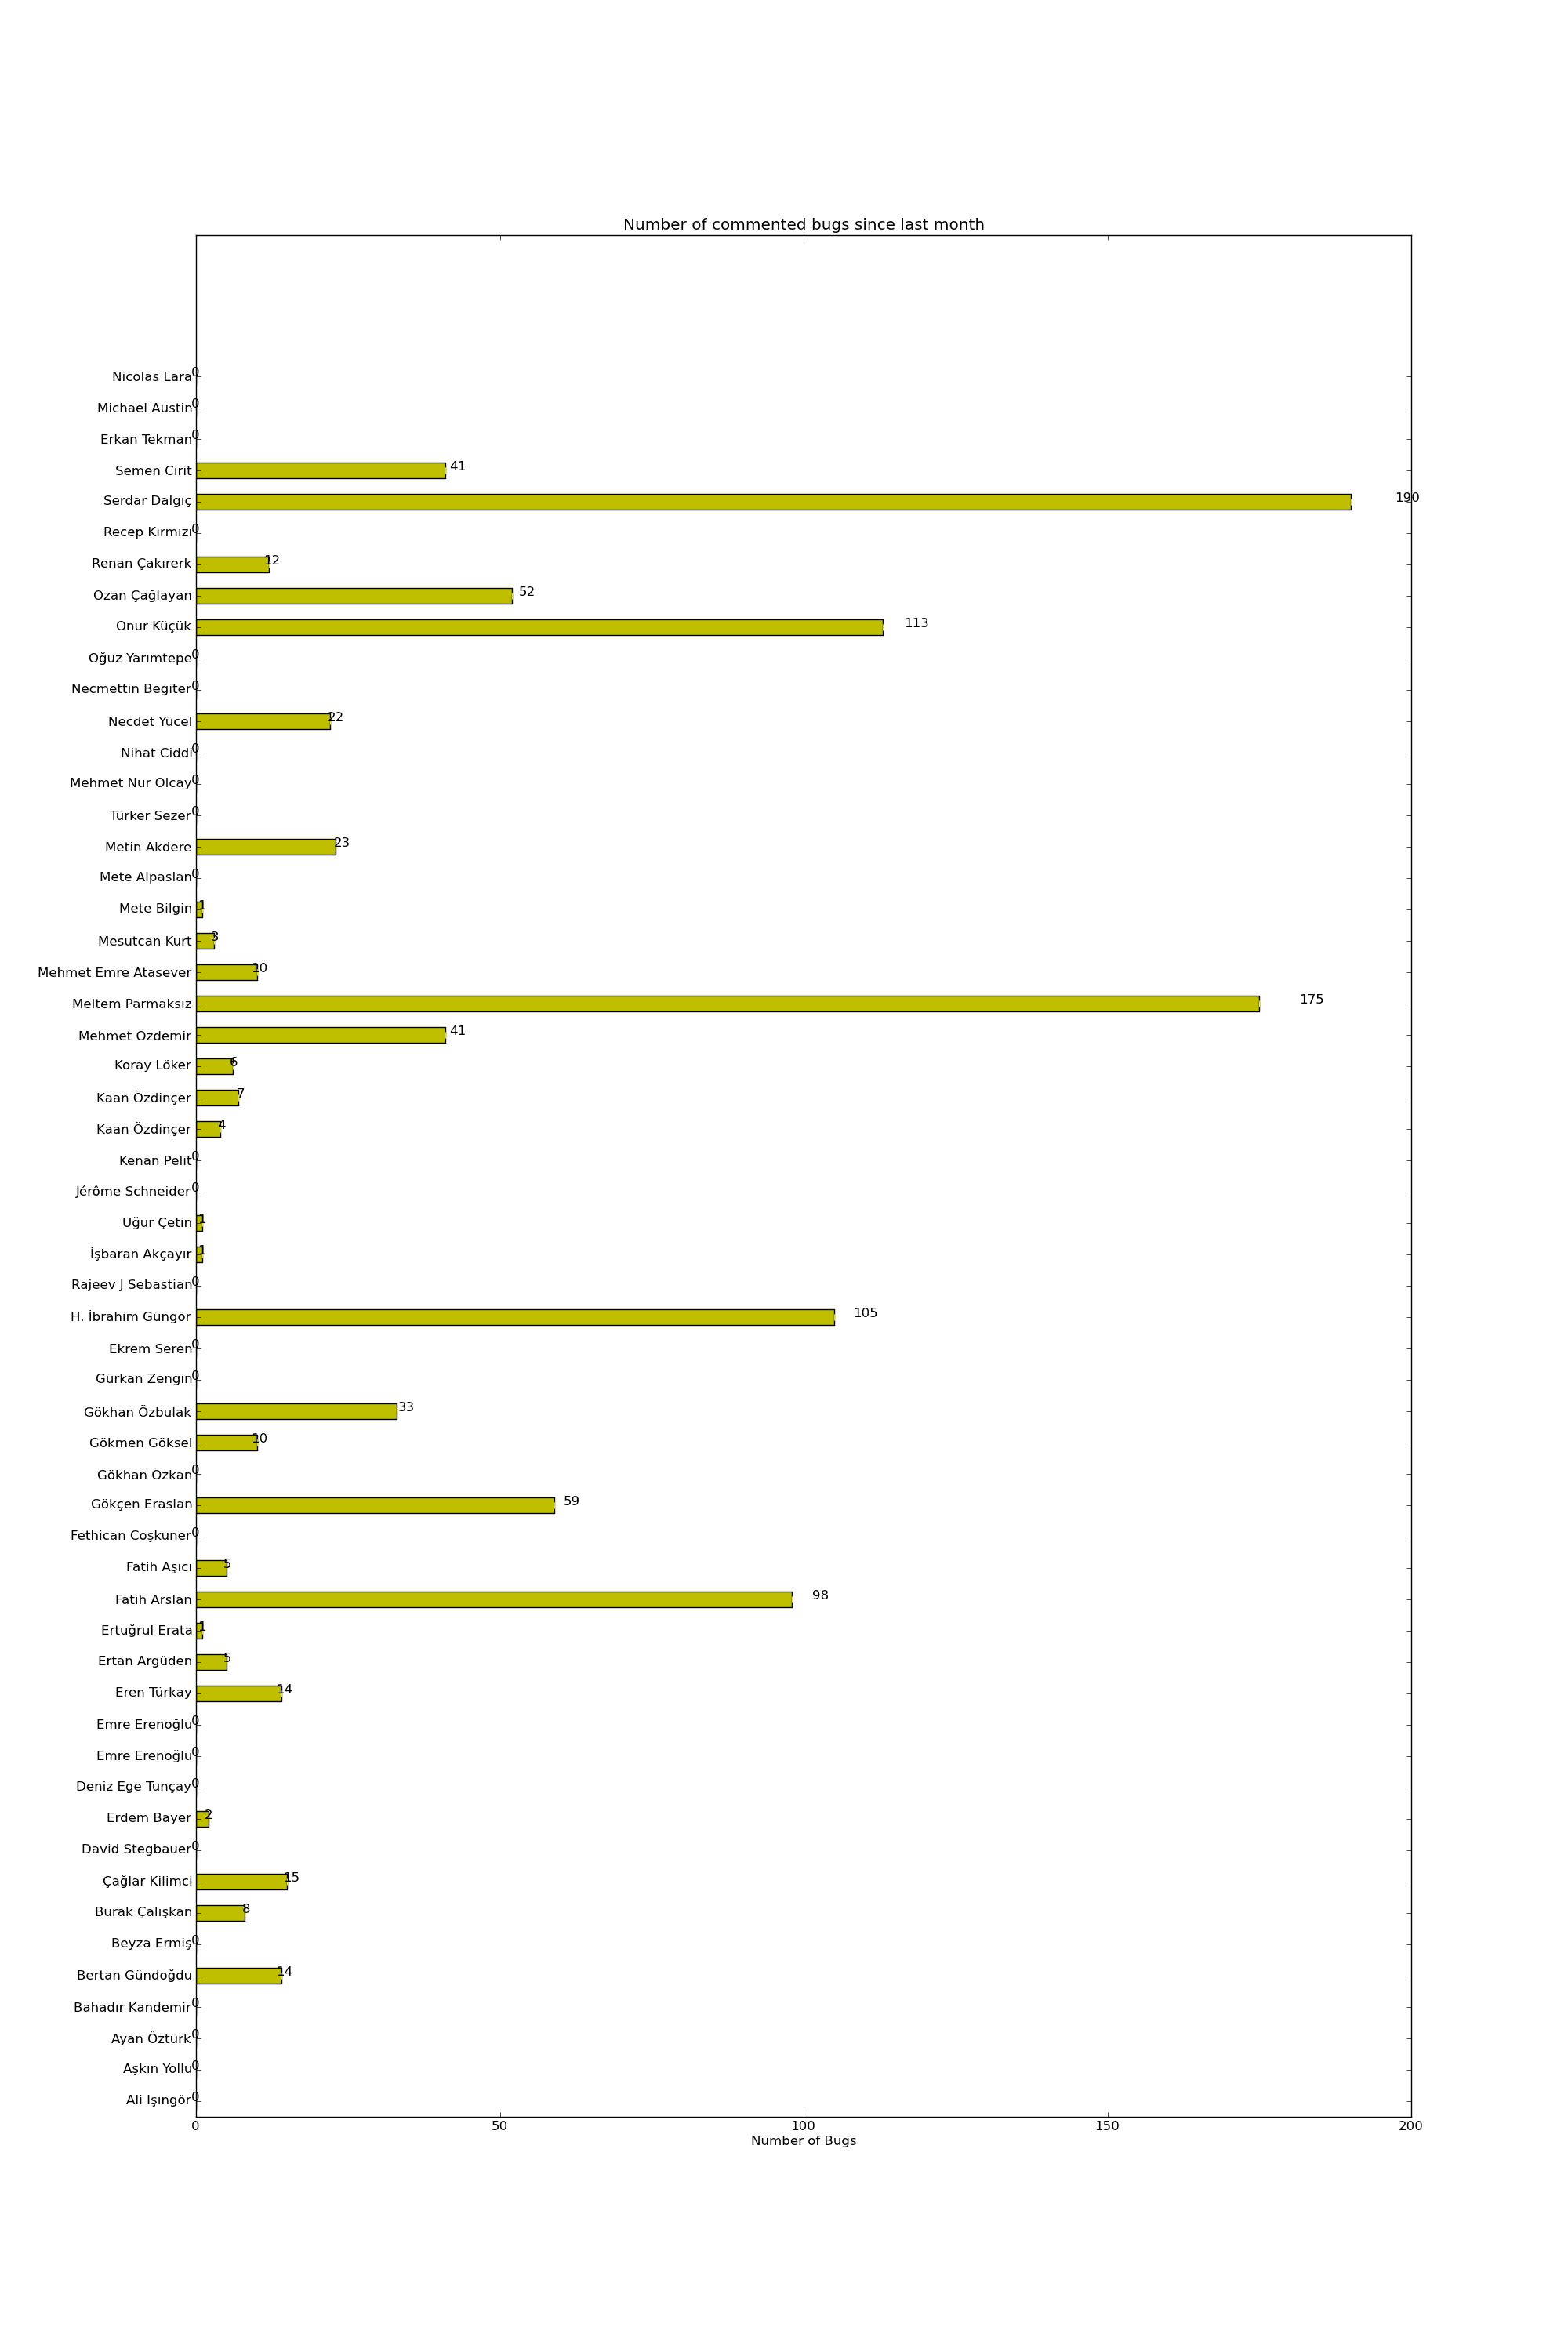 Number of commented bugs since last month
Nicolas Lara 0
Michael Austin 0
Erkan Tekman 0
Semen Cirit 41
Serdar Dalgıç 190
Recep Kırmızı 0
Renan Çakırerk 12
Ozan Çağlayan 52
Onur Küçük 113
Oğuz Yarımtepe 0
Necmettin Begiter 0
Necdet Yücel 22
Nihat Ciddi 0
Mehmet Nur Olcay 0
Türker Sezer 0
Metin Akdere 23
Mete Alpaslan 0
Mete Bilgin 1
Mesutcan Kurt 3
Mehmet Emre Atasever 10
Meltem Parmaksız 175
Mehmet Özdemir 41
Koray Löker 6
Kaan Özdinçer 7
Kaan Özdinçer 4
Kenan Pelit 0
Jérôme Schneider 0
Uğur Çetin 1
İşbaran Akçayır 1
Rajeev J Sebastian 0
H. İbrahim Güngör 105
Ekrem Seren 0
Gürkan Zengin 0
Gökhan Özbulak 33
Gökmen Göksel 10
Gökhan Özkan 0
Gökçen Eraslan 59
Fethican Coşkuner 0
Fatih Aşıcı 5
Fatih Arslan 98
Ertuğrul Erata 1
Ertan Argüden 5
Eren Türkay 14
Emre Erenoğlu 0
Emre Erenoğlu 0
Deniz Ege Tunçay 0
Erdem Bayer 2
David Stegbauer 0
Çağlar Kilimci 15
Burak Çalışkan 8
Beyza Ermiş 0
Bertan Gündoğdu 14
Bahadır Kandemir 0
Ayan Öztürk 0
Aşkın Yollu 0
Ali Işıngör 0
0 50 100 150 200
Number of Bugs